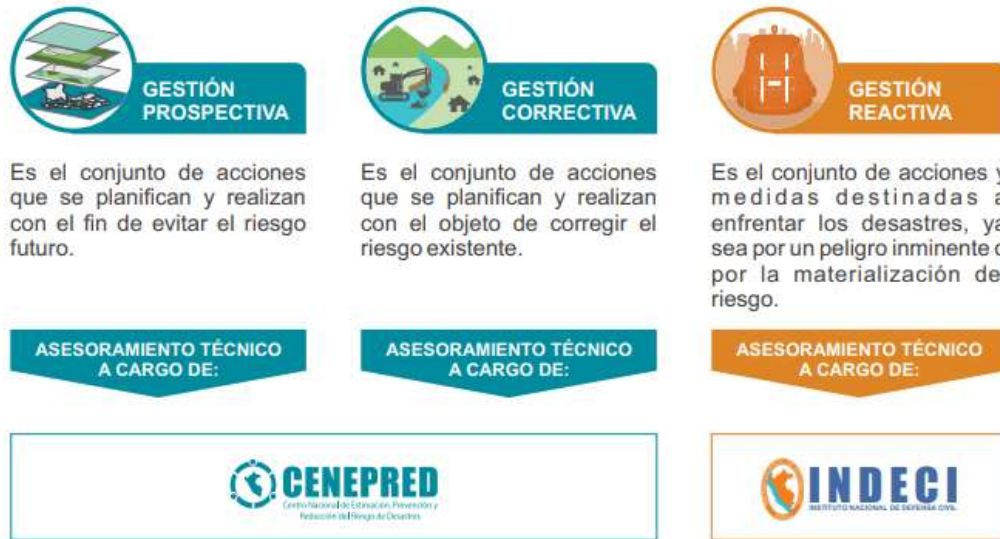 GESTIÓN
PROSPECTIVA
Es el conjunto de acciones
que se planifican y realizan
con el fin de evitar el riesgo
futuro.
ASESORAMIENTO TÉCNICO
A CARGO DE:
GESTIÓN
CORRECTIVA
Es el conjunto de acciones
que se planifican y realizan
con el objeto de corregir el
riesgo existente.
ASESORAMIENTO TÉCNICO
A CARGO DE:
CENEPRED
Centro Nacional de Estimación, Prevención y
Reducción del Riesgo de Desastres
GESTIÓN
REACTIVA
Es el conjunto de acciones y
medidas destinadas a
enfrentar los desastres, ya
sea por un peligro inminente o
por la materialización de
riesgo.
ASESORAMIENTO TÉCNICO
A CARGO DE:
INDECI
INSTITUTO NACIONAL DE DEFENSA CIVIL